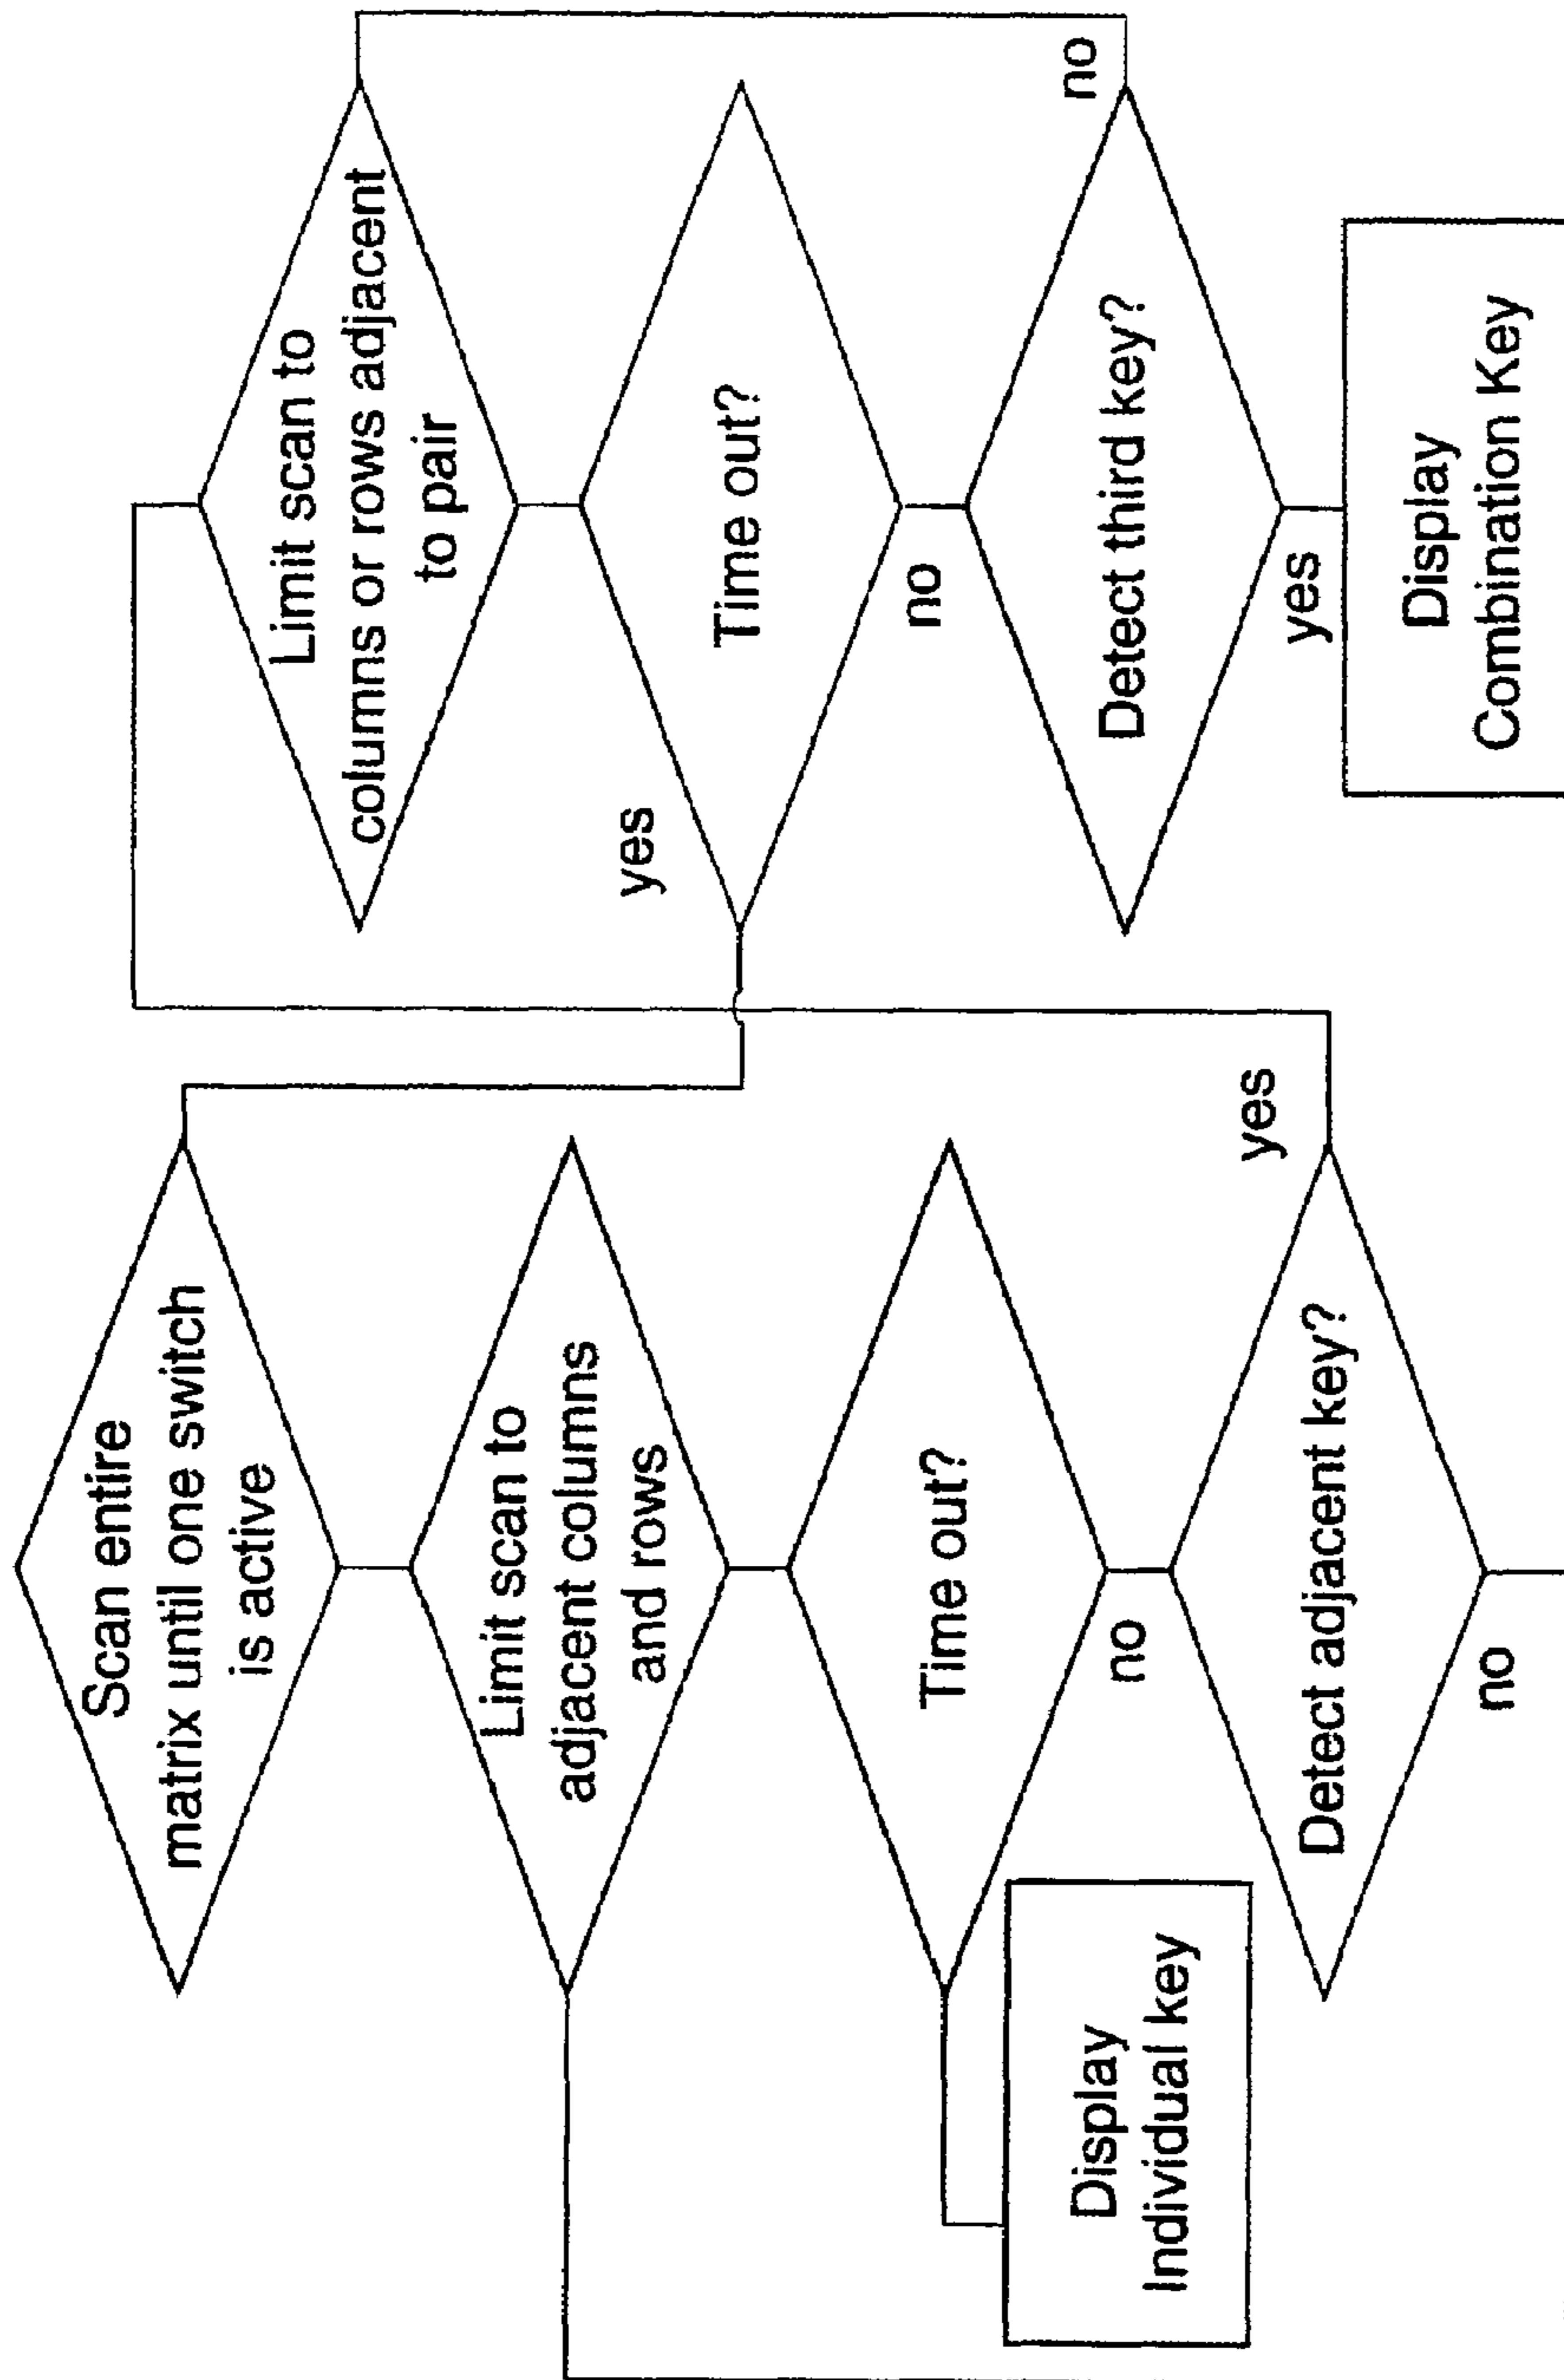 Scan entire
matrix until one switch
is active
Limit scan to
adjacent columns
and rows
Time out?
no
Display
Individual key
Detect adjacent key?
yes
no
Limit scan to
columns or rows adjacent
to pair
Time out?
yes
no
Detect third key?
no
yes
Display
Combination Key